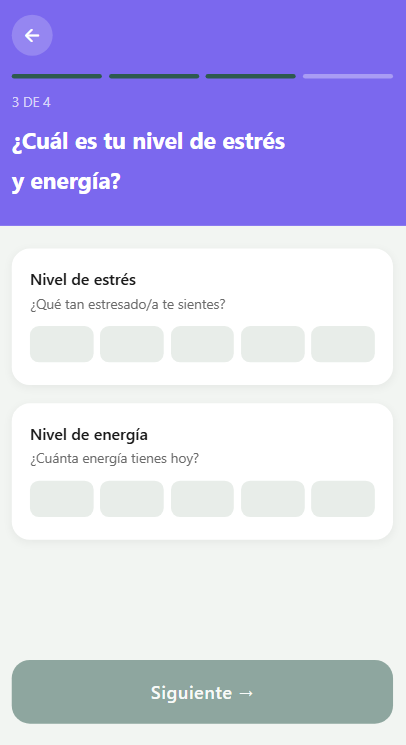 3 DE 4
¿Cuál es tu nivel de estrés
y energía?
Nivel de estrés
¿Qué tan estresado/a te sientes?
Nivel de energía
¿Cuánta energía tienes hoy?
Siguiente →